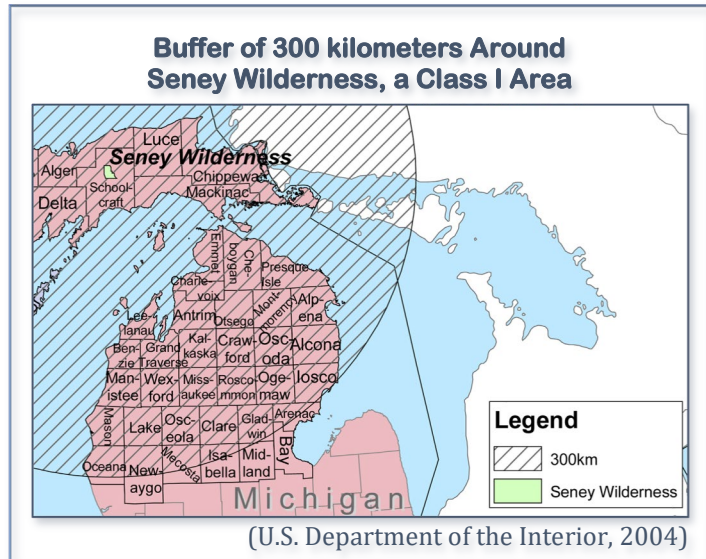 Buffer of 300 kilometers Around
Seney Wilderness, a Class I Area
Luce
Seney Wilderness
Alger
School-
craft
Chippewa
Mackinac
Delta
Emmet
Che-
boygan
Presque
Isle
Charle-
voix
Mont-
morency
Alp-
ena
Lee-
lanau
Antrim
Otsego
Ben-
zie
Grand
Traverse
Kal-
kaska
Craw-
ford
Osc-
oda
Alcona
Man-
istee
Wex-
ford
Miss-
aukee
Rosco-
mmon
Oge-
maw
Iosco
Mason
Lake
Osc-
eola
Clare
Glad-
win
Arenac
Oceana
New-
aygo
Mecosta
Isa-
bella
Mid-
land
Bay
Michigan
Legend
300km
Seney Wilderness
(U.S. Department of the Interior, 2004)